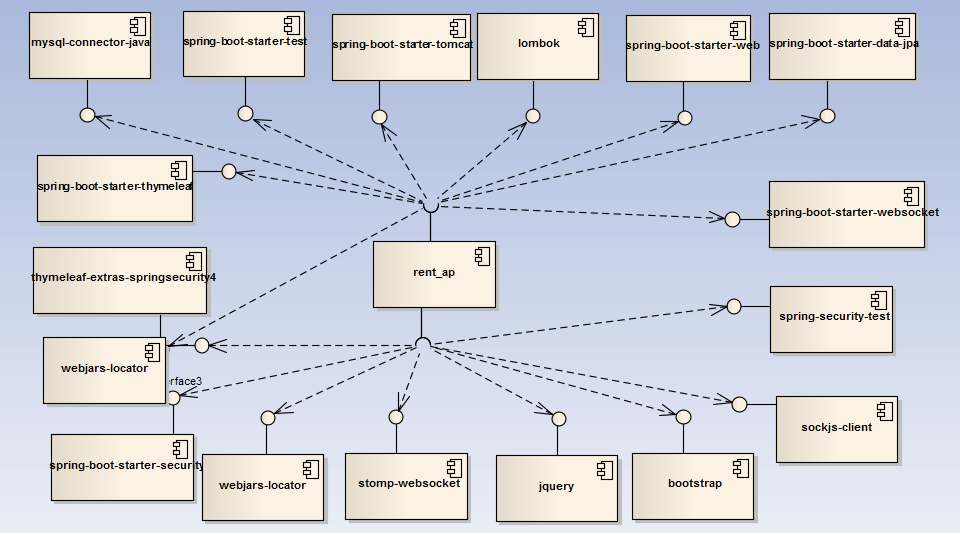 mysql-connector-java
spring-boot-starter-test
spring-boot-starter-tomcat
lombok
spring-boot-starter-web
spring-boot-starter-data-jpa
spring-boot-starter-thymeleaf
spring-boot-starter-websocket
thymeleaf-extras-springsecurity4
rent_ap
spring-security-test
webjars-locator
rface3
sockjs-client
spring-boot-starter-security
webjars-locator
stomp-websocket
jquery
bootstrap